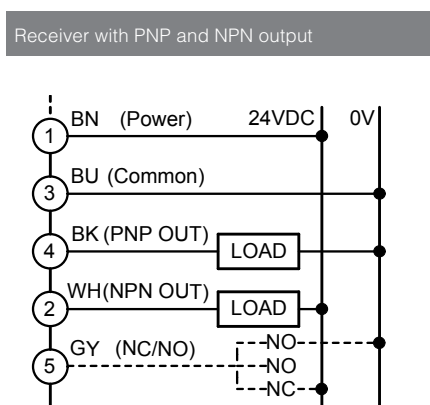 Receiver with PNP and NPN output
1 BN (Power) 24VDC 0V
3 BU (Common)
4 BK (PNP OUT) LOAD
2 WH(NPN OUT) LOAD
NO
5 GY (NC/NO) NO
NC